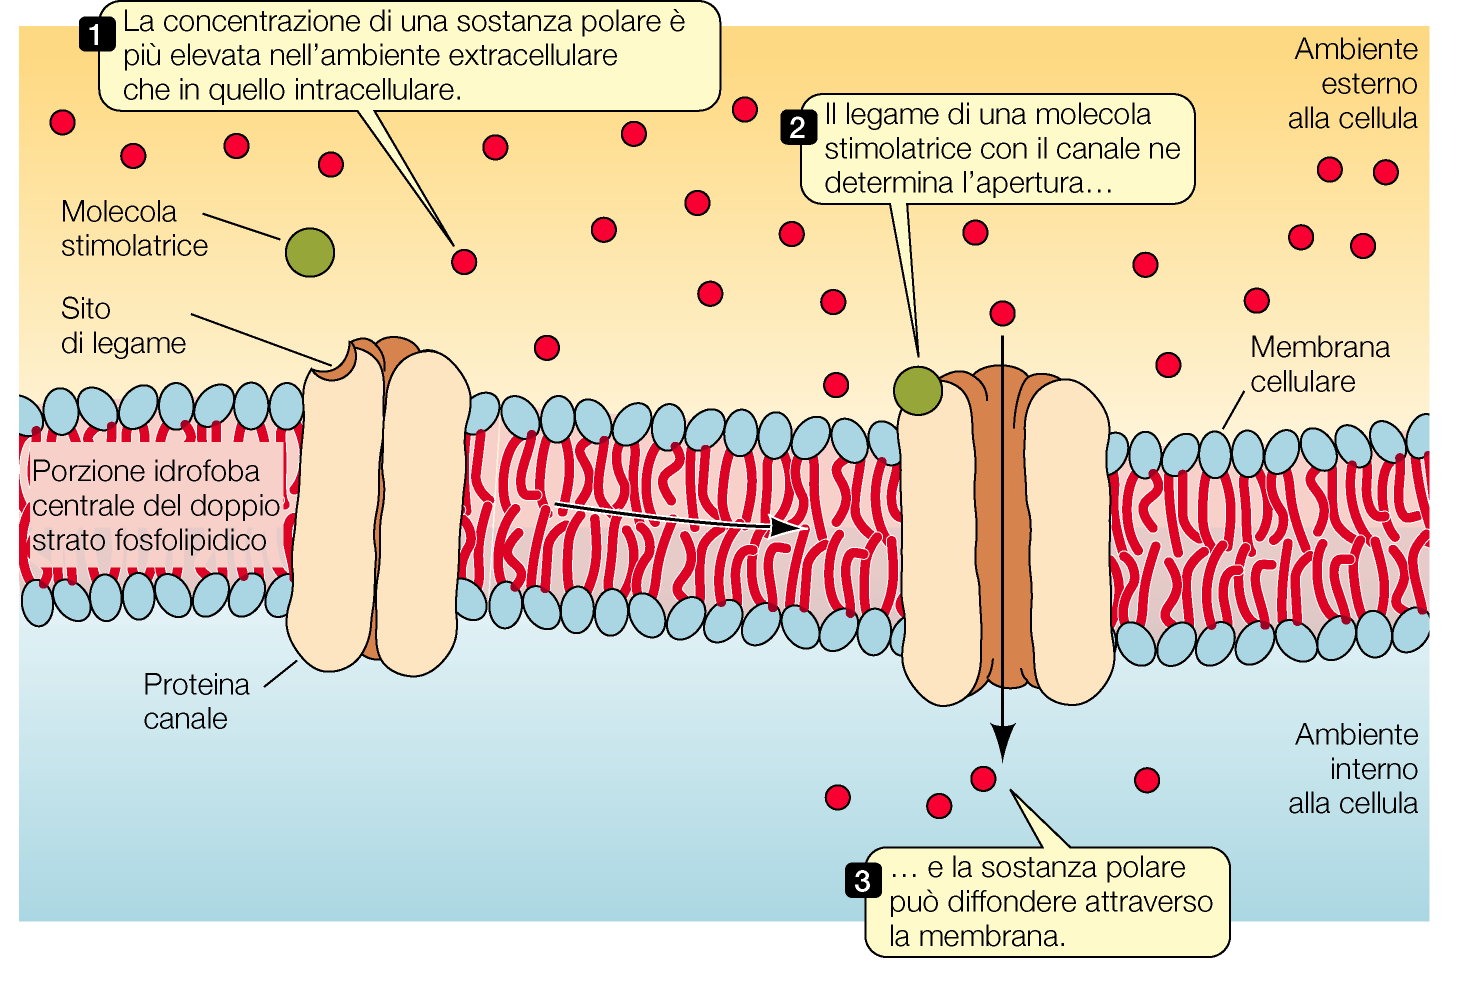 1
La concentrazione di una sostanza polare è
più elevata nell'ambiente extracellulare
che in quello intracellulare.
Ambiente
esterno
alla cellula
2
Il legame di una molecola
stimolatrice con il canale ne
determina l'apertura…
Molecola
stimolatrice
Sito
di legame
Membrana
cellulare
Porzione idrofoba
centrale del doppio
strato fosfolipidico
Proteina
canale
Ambiente
interno
alla cellula
3
… e la sostanza polare
può diffondere attraverso
la membrana.